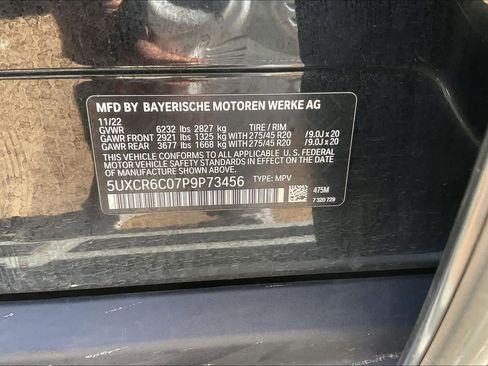 MFD BY BAYERISCHE MOTOREN WERKE AG
11/22
GVWR 6232 lbs 2827 kg TIRE / RIM
GAWR FRONT 2921 lbs 1325 kg WITH 275/45 R20 /9.0J x 20
GAWR REAR 3677 lbs 1668 kg WITH 275/45 R20 /9.0J x 20
THIS VEHICLE CONFORMS TO ALL APPLICABLE U.S. FEDERAL
MOTOR VEHICLE SAFETY STANDARDS IN EFFECT ON THE
DATE OF MANUFACTURE SHOWN ABOVE.
5UXCR6C07P9P73456 TYPE: MPV
475M
7 320 729